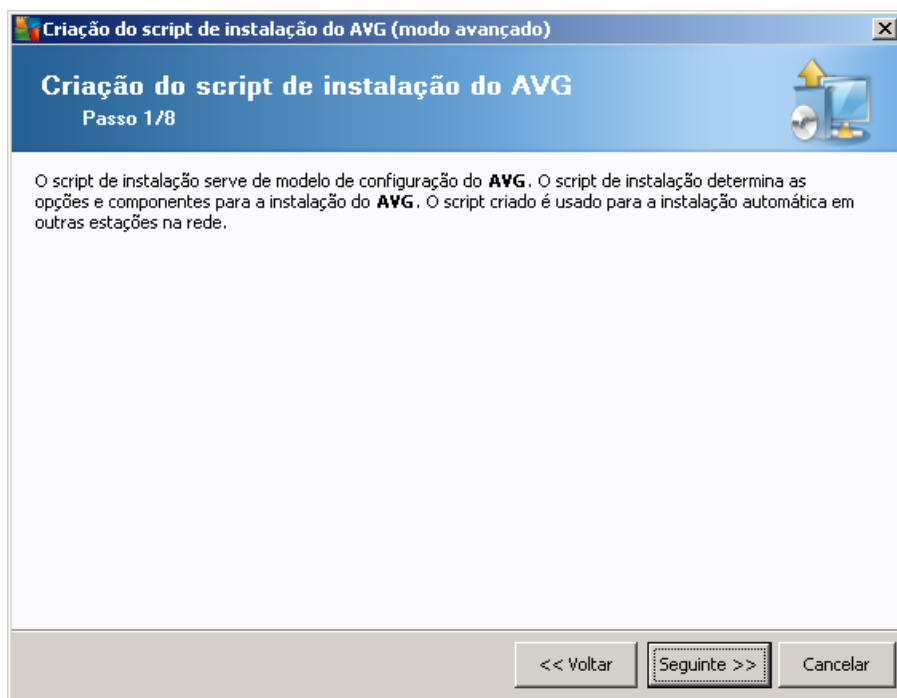 Criação do script de instalação do AVG (modo avançado)
Criação do script de instalação do AVG
Passo 1/8
O script de instalação serve de modelo de configuração do AVG. O script de instalação determina as
opções e componentes para a instalação do AVG. O script criado é usado para a instalação automática em
outras estações na rede.
<< Voltar
Seguinte >>
Cancelar